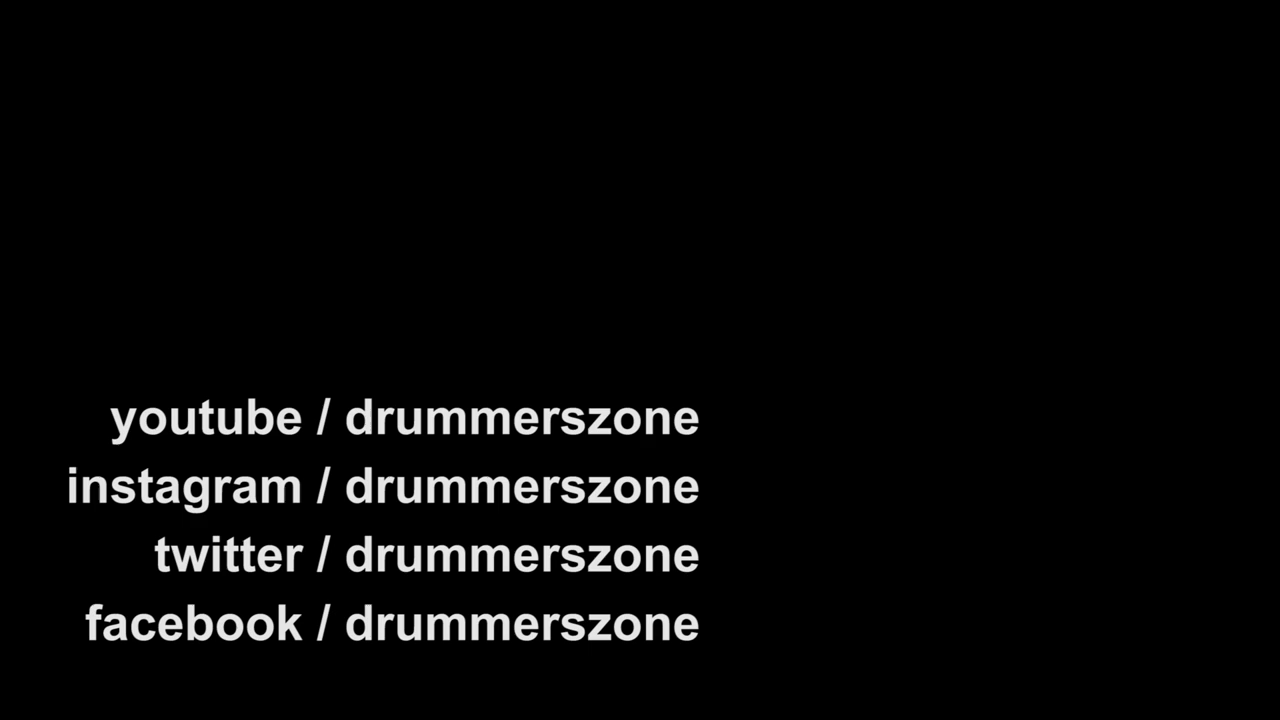 youtube / drummerszone
instagram / drummerszone
twitter / drummerszone
facebook / drummerszone